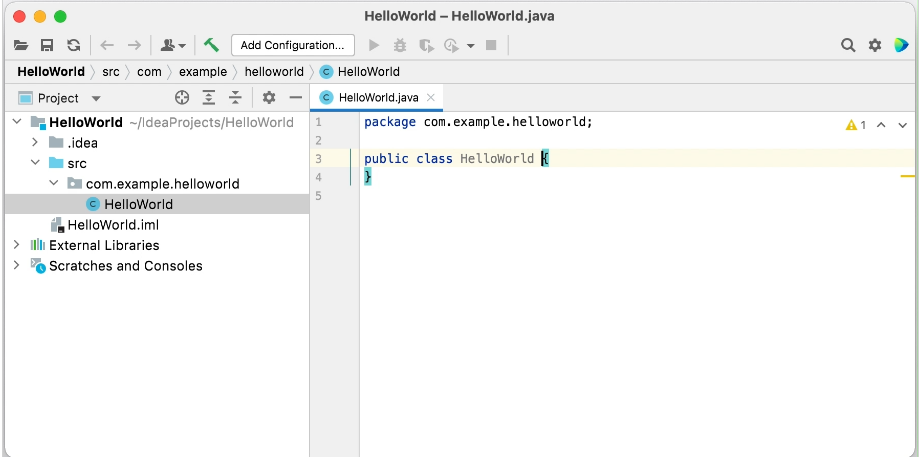 HelloWorld – HelloWorld.java
Add Configuration...
HelloWorld src com example helloworld C HelloWorld
Project
C HelloWorld.java
HelloWorld ~/IdeaProjects/HelloWorld
.idea
src
com.example.helloworld
C HelloWorld
HelloWorld.iml
External Libraries
Scratches and Consoles
1 package com.example.helloworld;
2
3 public class HelloWorld {
4 }
5
1